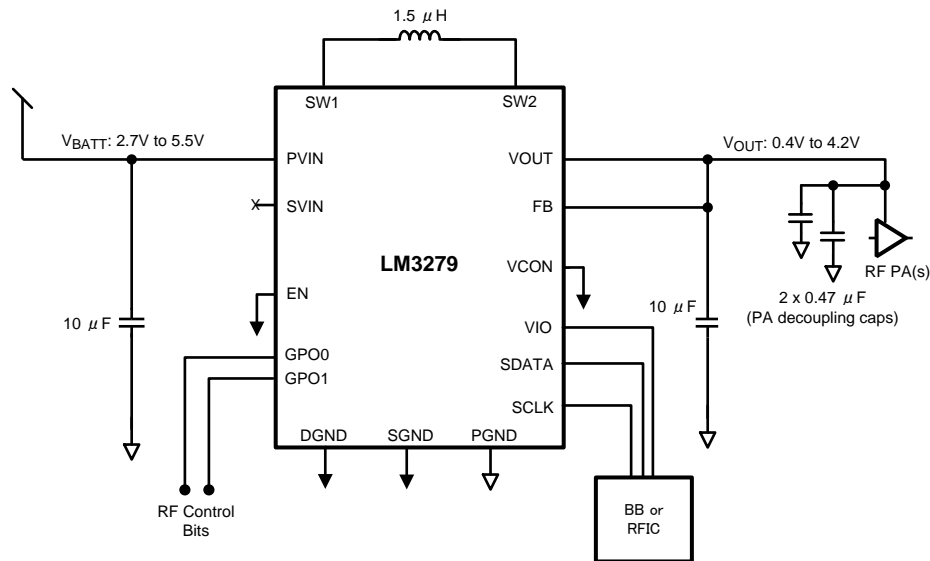 1.5 μH
SW1
SW2
VBATT: 2.7V to 5.5V
PVIN
VOUT
VOUT: 0.4V to 4.2V
X
SVIN
FB
LM3279
VCON
RF PA(s)
EN
10 μF
10 μF
2 x 0.47 μF
(PA decoupling caps)
VIO
GPO0
SDATA
GPO1
SCLK
DGND
SGND
PGND
RF Control
Bits
BB or
RFIC